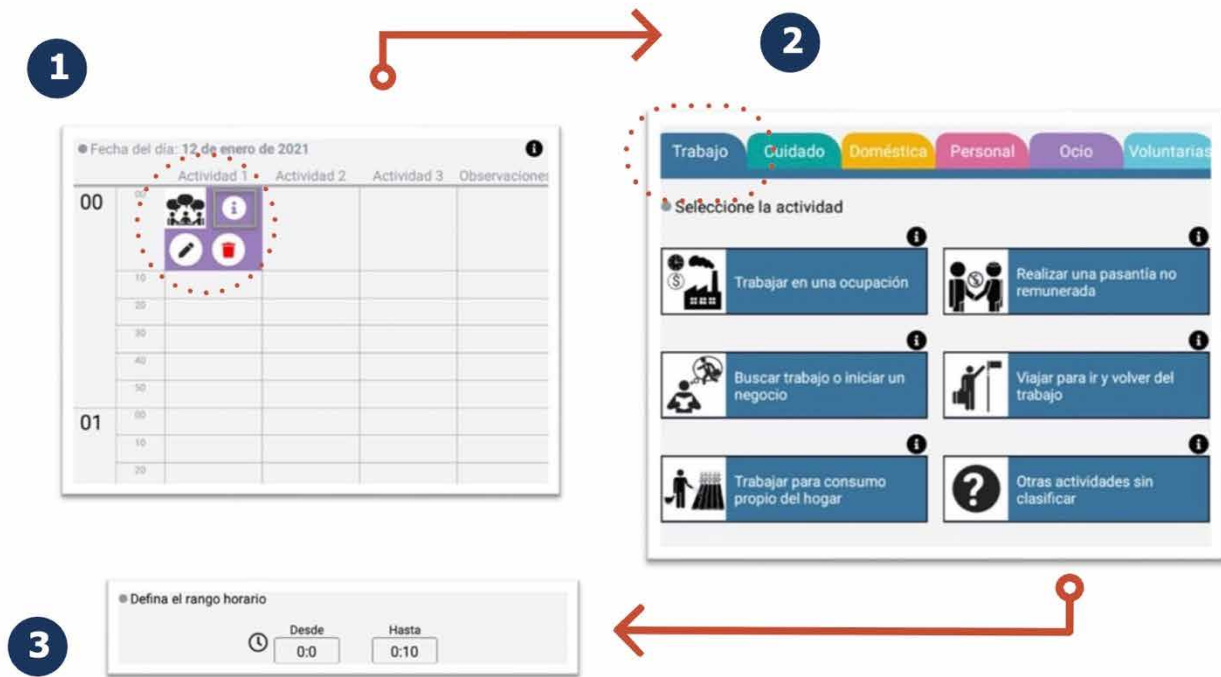 1
2
Fecha del día: 12 de enero de 2021
Actividad 1 Actividad 2 Actividad 3 Observaciones
00
00
10
20
30
40
50
01
00
10
20
Trabajo Cuidado Doméstica Personal Ocio Voluntarias
Seleccione la actividad
Trabajar en una ocupación
Realizar una pasantía no
remunerada
Buscar trabajo o iniciar un
negocio
Viajar para ir y volver del
trabajo
Trabajar para consumo
propio del hogar
Otras actividades sin
clasificar
3
Defina el rango horario
Desde Hasta
0:0 0:10